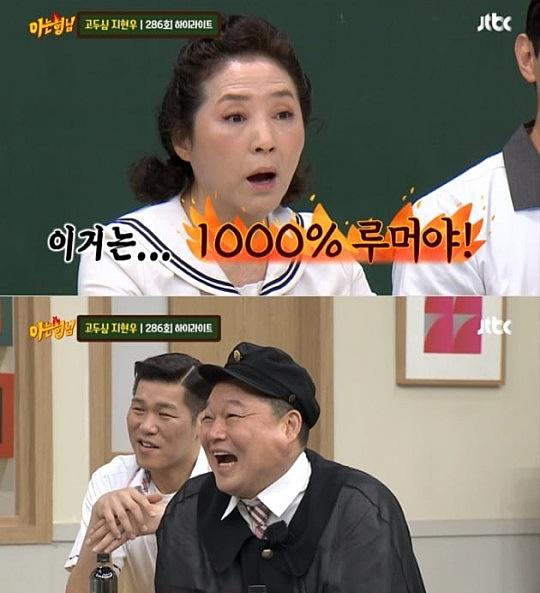 아는형님
고두심 지현우 | 286회 하이라이트
jtbc
이거는... 1000% 루머야!
아는형님
고두심 지현우 | 286회 하이라이트
jtbc